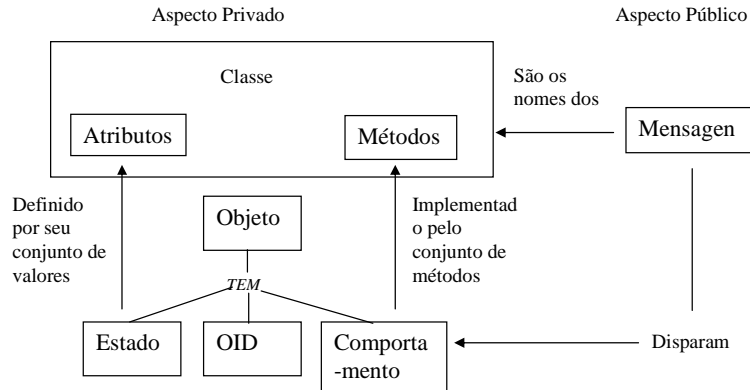 Aspecto Privado
Aspecto Público
Classe
São os
nomes dos
Atributos
Métodos
Mensagen
Definido
por seu
conjunto de
valores
Objeto
Implementad
o pelo
conjunto de
métodos
TEM
Estado
OID
Comporta
-mento
Disparam